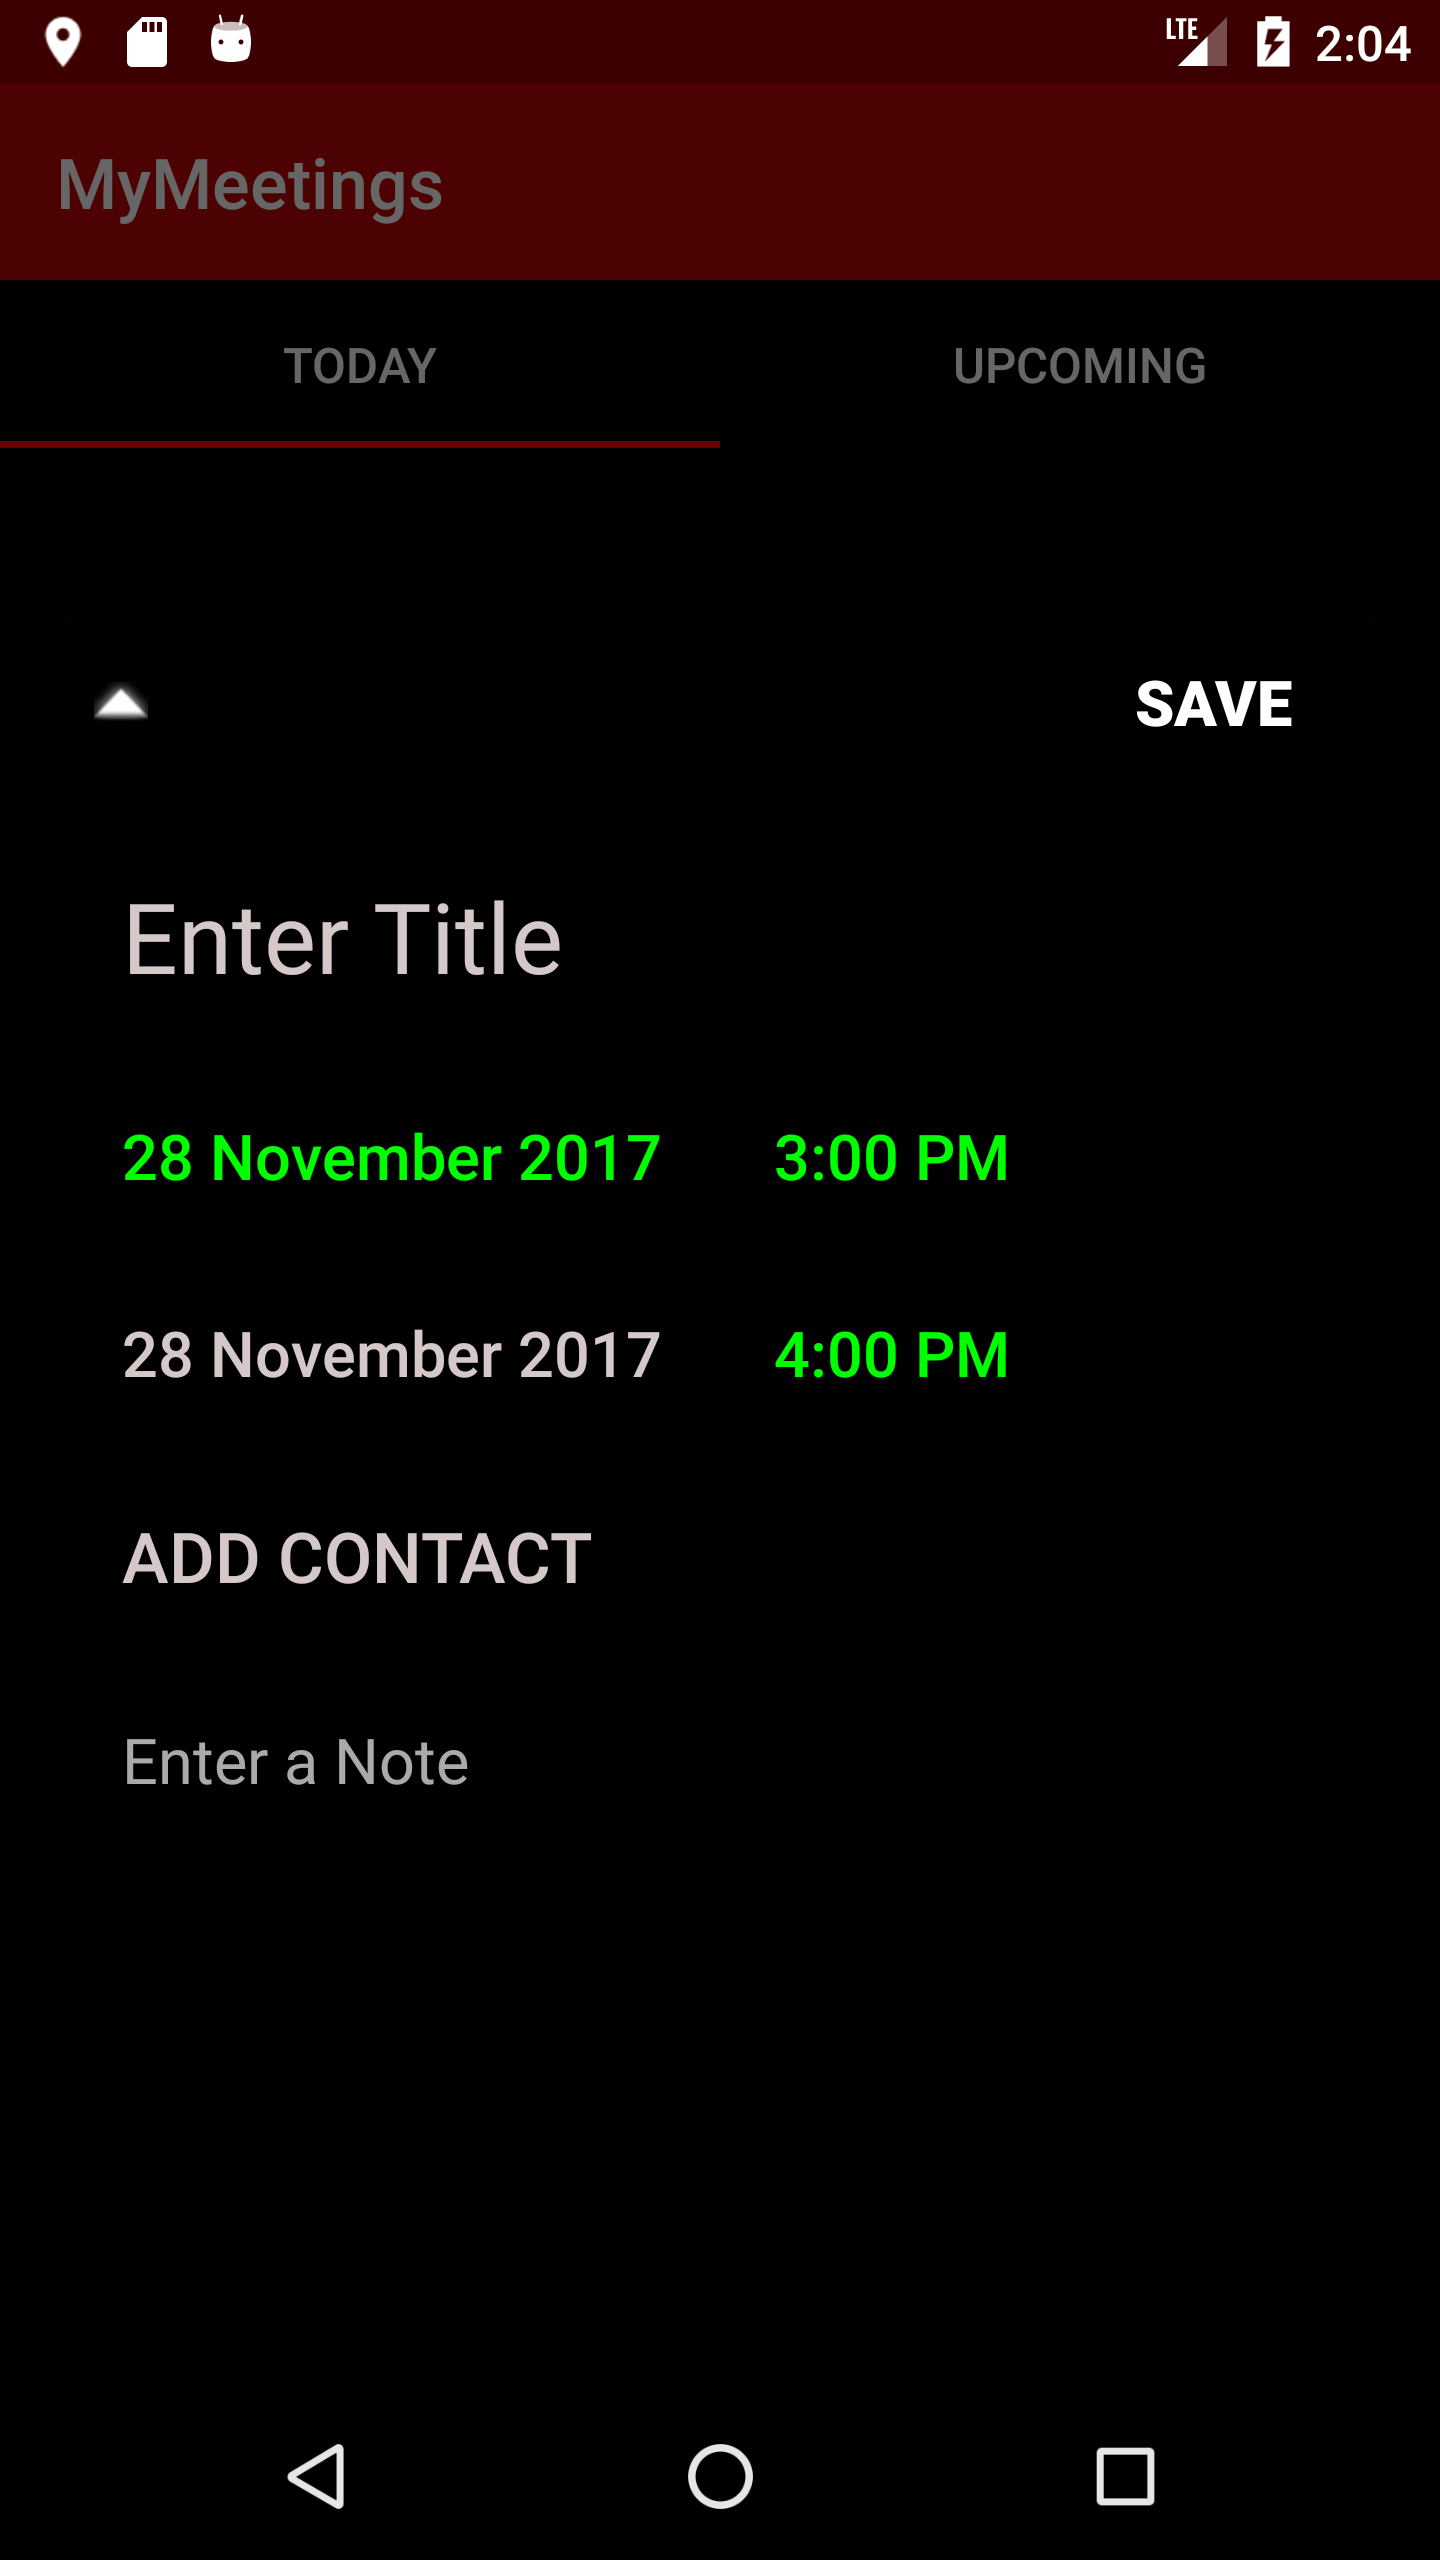 LTE 2:04
MyMeetings
TODAY UPCOMING
SAVE
Enter Title
28 November 2017 3:00 PM
28 November 2017 4:00 PM
ADD CONTACT
Enter a Note